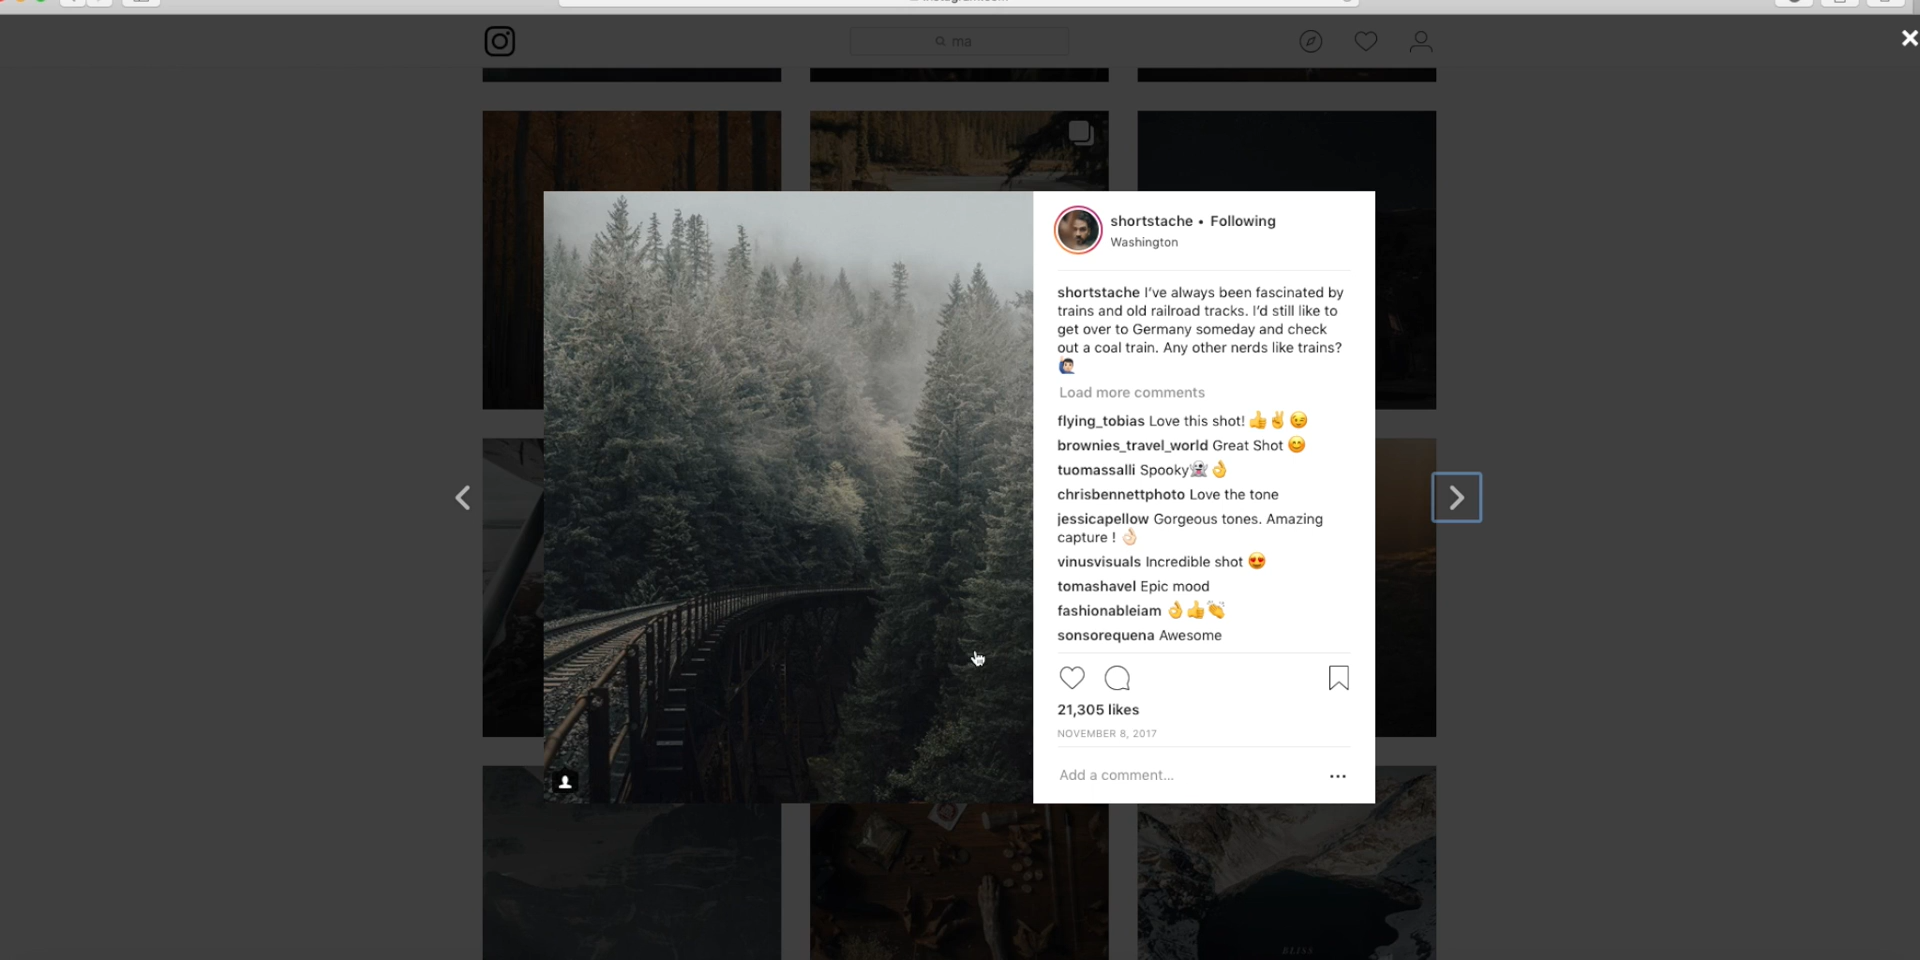 ma
shortstache • Following
Washington
shortstache I've always been fascinated by
trains and old railroad tracks. I'd still like to
get over to Germany someday and check
out a coal train. Any other nerds like trains?
🙋🏻‍♂️
Load more comments
flying_tobias Love this shot! 👍✌️😉
brownies_travel_world Great Shot 😊
tuomassalli Spooky👻👌
chrisbennettphoto Love the tone
jessicapellow Gorgeous tones. Amazing
capture ! 👌🏻
vinusvisuals Incredible shot 😍
tomashavel Epic mood
fashionableiam 👌👍👏
sonsorequena Awesome
21,305 likes
NOVEMBER 8, 2017
Add a comment...
BLISS